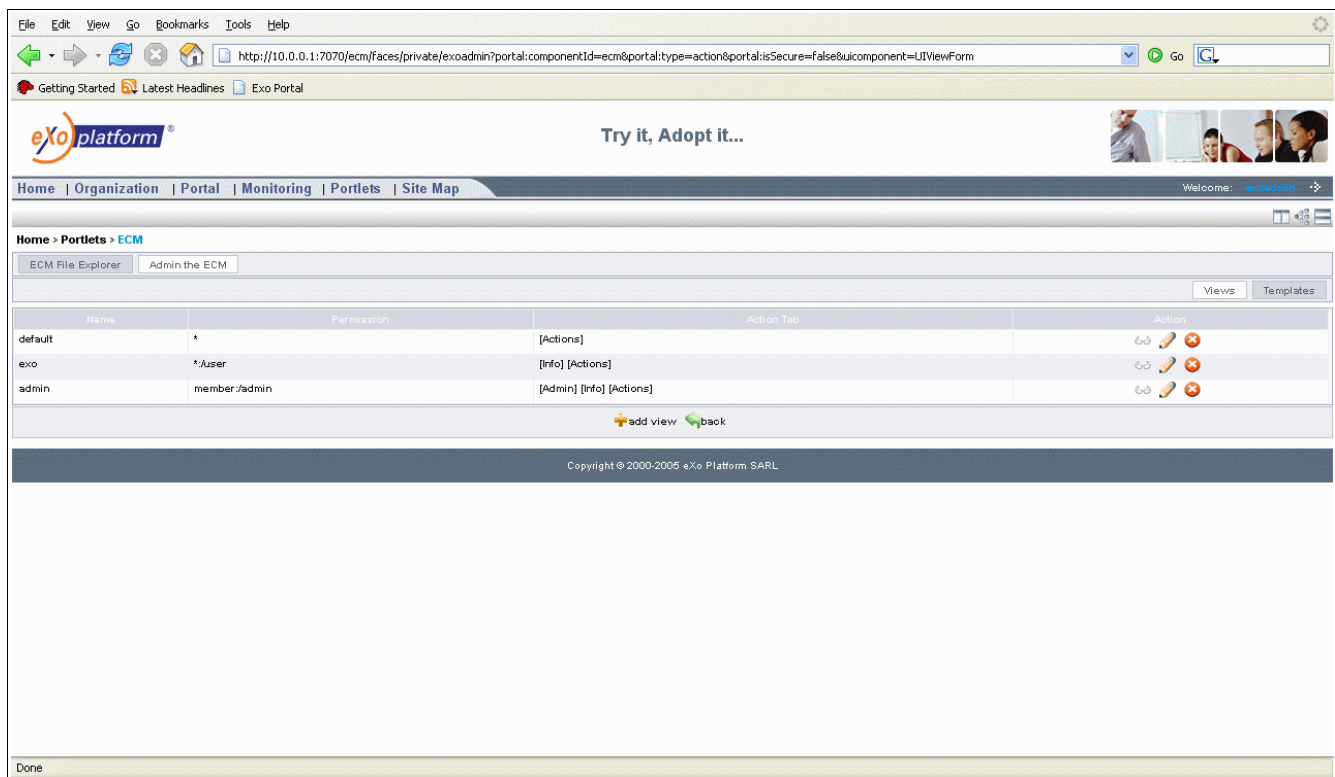 File Edit View Go Bookmarks Tools Help
http://10.0.0.1:7070/ecm/faces/private/exoadmin?portal:componentId=ecm&portal:type=action&portal:isSecure=false&uicomponent=UIViewForm Go G
Getting Started Latest Headlines Exo Portal
eXo platform ® Try it, Adopt it...
Home | Organization | Portal | Monitoring | Portlets | Site Map Welcome: exoadmin
Home > Portlets > ECM
ECM File Explorer Admin the ECM
Views Templates
Name Permission Action Tab Action
default * [Actions]
exo *:/user [Info] [Actions]
admin member:/admin [Admin] [Info] [Actions]
add view back
Copyright © 2000-2005 eXo Platform SARL
Done